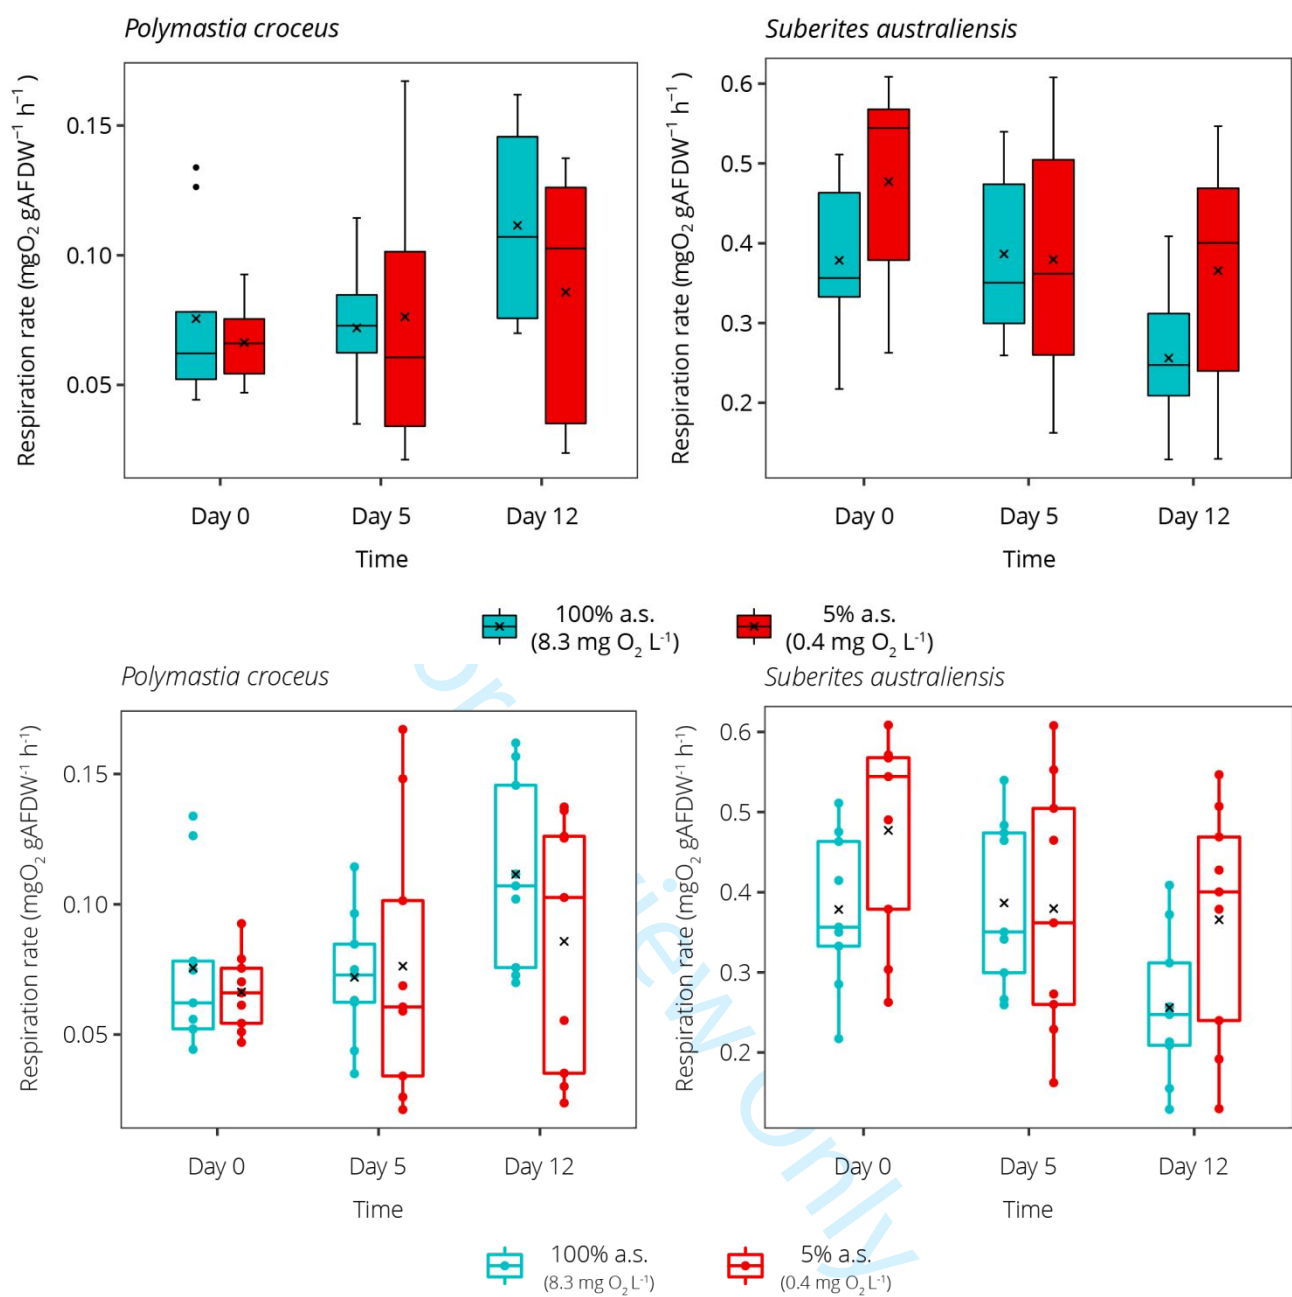 Polymastia croceus
Suberites australiensis
Respiration rate (mgO₂ gAFDW⁻¹ h⁻¹ )
0.15
0.10
0.05
Day 0
Day 5
Day 12
Time
Respiration rate (mgO₂ gAFDW⁻¹ h⁻¹ )
0.6
0.5
0.4
0.3
0.2
Day 0
Day 5
Day 12
Time
100% a.s.
(8.3 mg O₂ L⁻¹)
5% a.s.
(0.4 mg O₂ L⁻¹)
Polymastia croceus
Suberites australiensis
Respiration rate (mgO₂ gAFDW⁻¹ h⁻¹)
0.15
0.10
0.05
Day 0
Day 5
Day 12
Time
Respiration rate (mgO₂ gAFDW⁻¹ h⁻¹)
0.6
0.5
0.4
0.3
0.2
Day 0
Day 5
Day 12
Time
100% a.s.
(8.3 mg O₂ L⁻¹)
5% a.s.
(0.4 mg O₂ L⁻¹)
Only